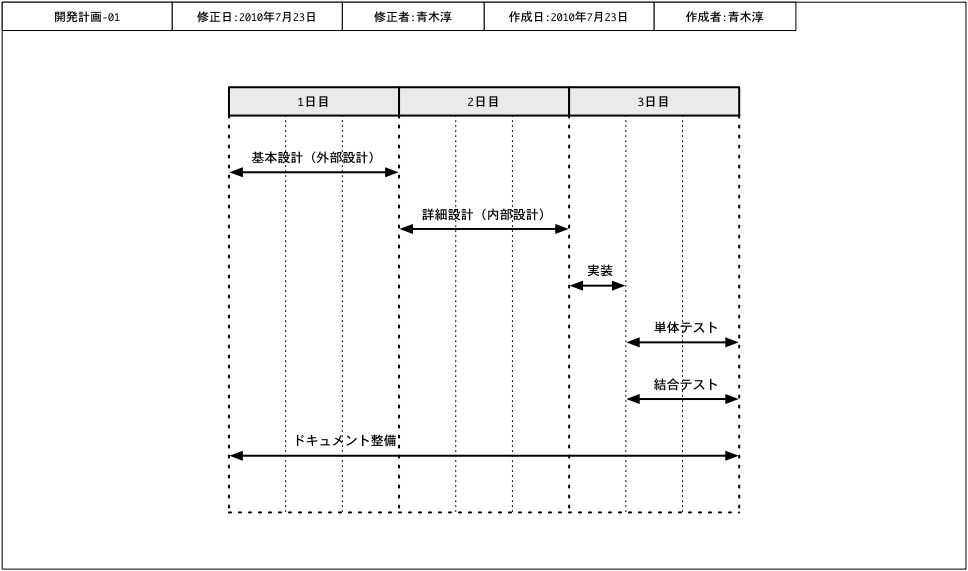 開発計画-01
修正日:2010年7月23日
修正者:青木淳
作成日:2010年7月23日
作成者:青木淳
1日目
2日目
3日目
基本設計（外部設計）
詳細設計（内部設計）
実装
単体テスト
結合テスト
ドキュメント整備